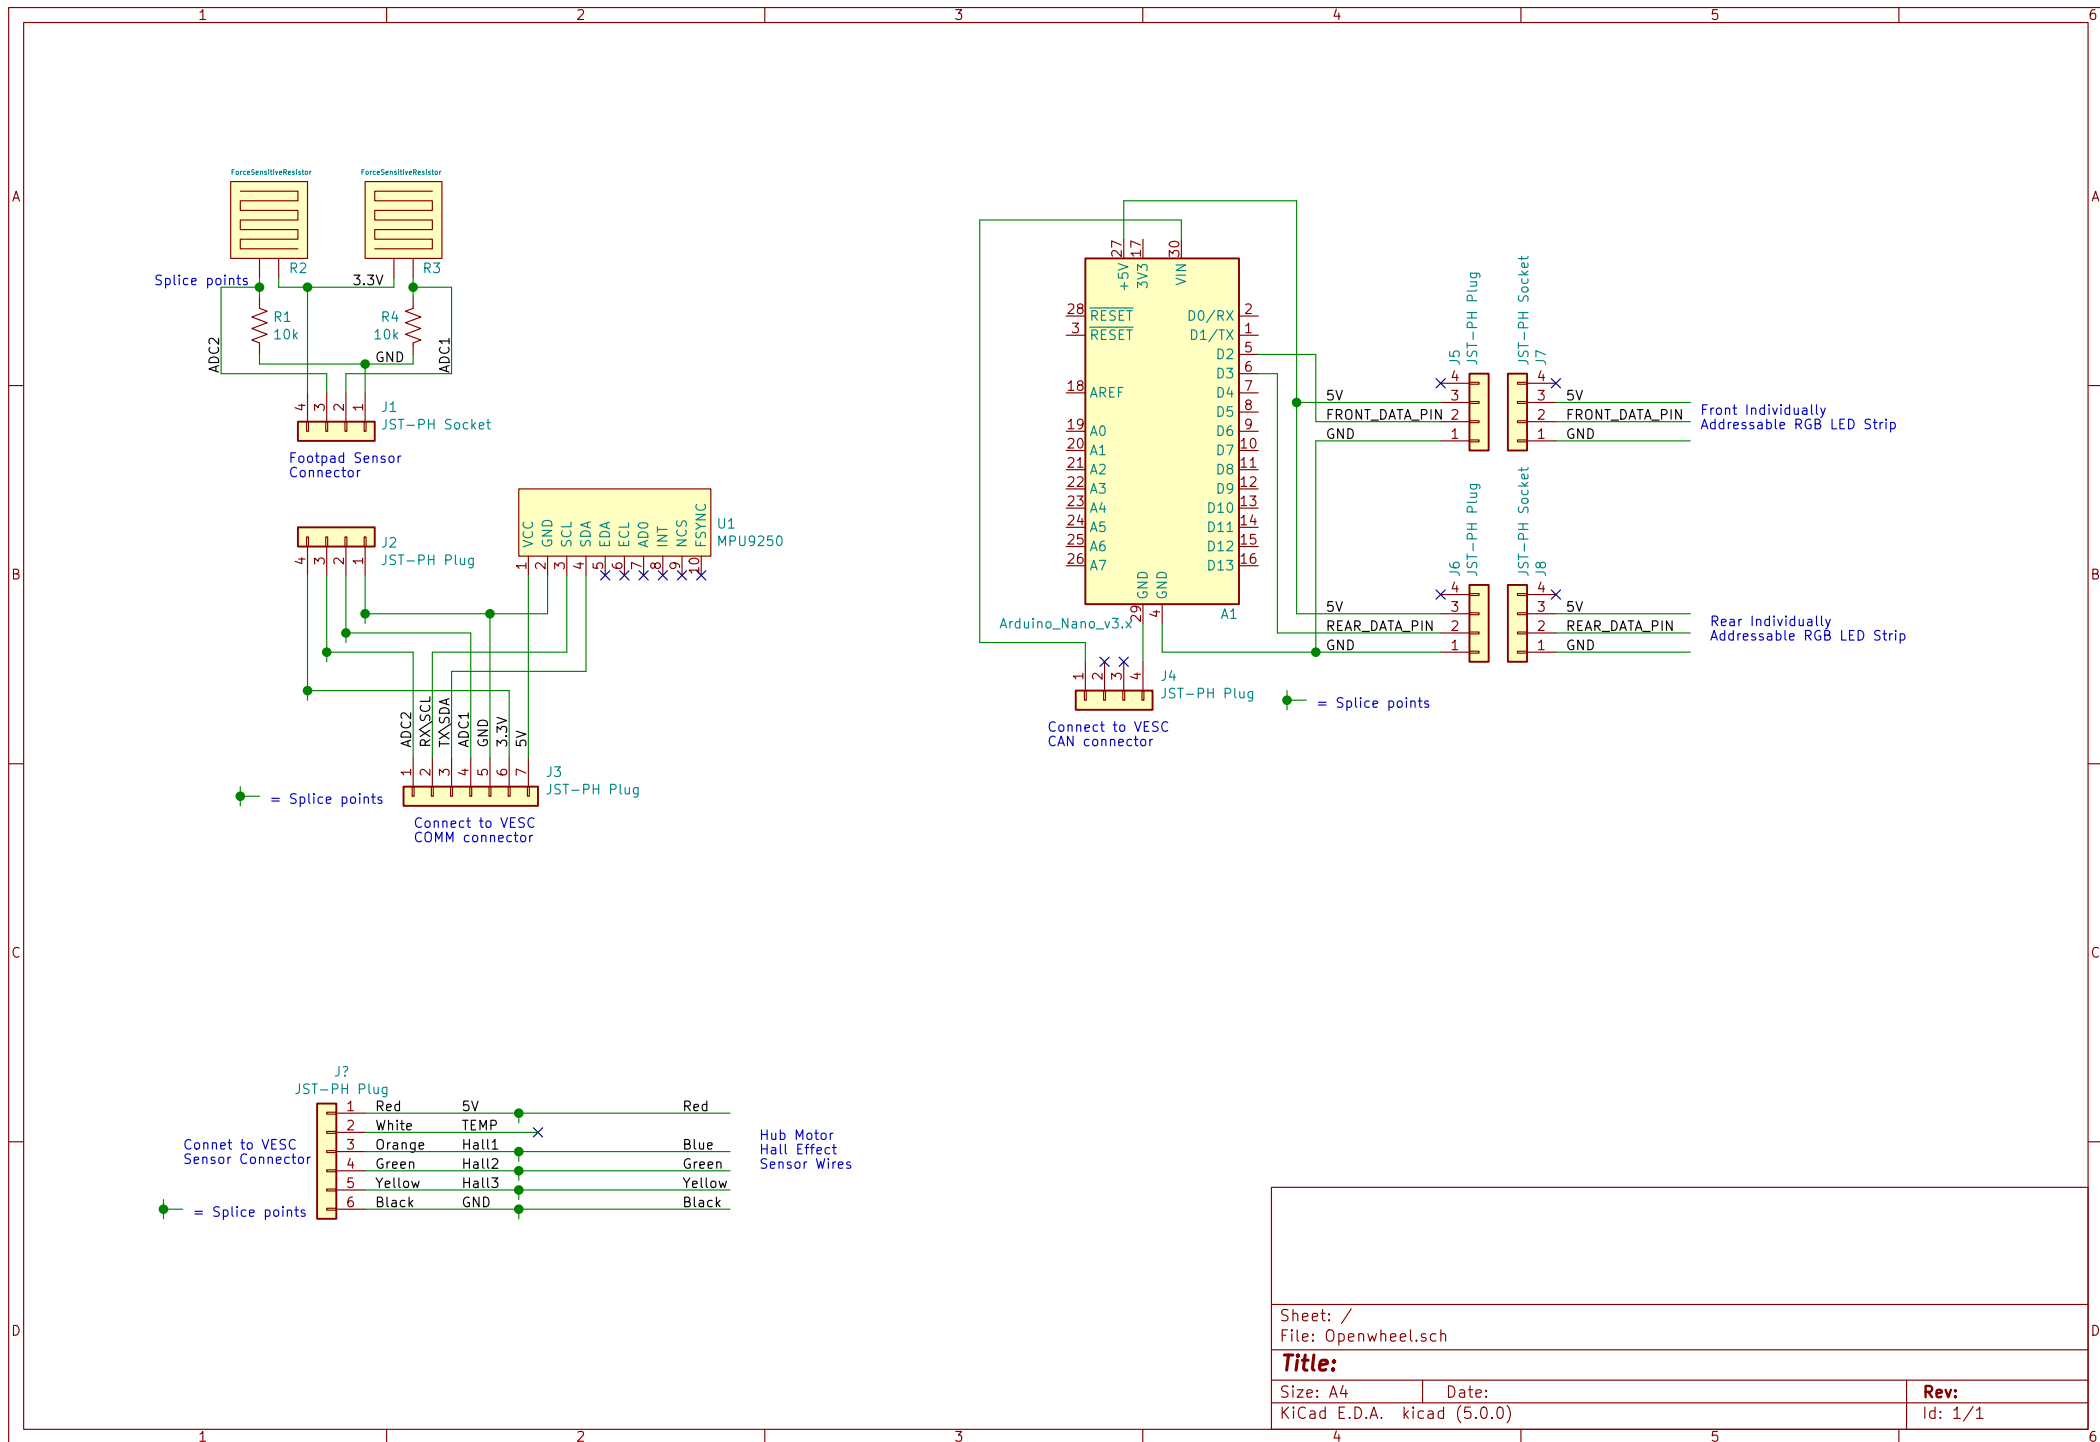 1 2 3 4 5 6
A A
B B
C C
D D
ForceSensitiveResistor
R2
ForceSensitiveResistor
R3
Splice points
3.3V
R1
10k
R4
10k
GND
ADC2
ADC1
4 3 2 1
J1
JST-PH Socket
Footpad Sensor
Connector
J2
JST-PH Plug
4 3 2 1
VCC GND SCL SDA EDA ECL AD0 INT NCS FSYNC
1 2 3 4 5 6 7 8 9 10
U1
MPU9250
ADC2 RX\SCL TX\SDA ADC1 GND 3.3V 5V
1 2 3 4 5 6 7
J3
JST-PH Plug
= Splice points
Connect to VESC
COMM connector
27 17 30
+5V 3V3 VIN
28 RESET D0/RX 2
3 RESET D1/TX 1
D2 5
D3 6
18 AREF D4 7
D5 8
19 A0 D6 9
20 A1 D7 10
21 A2 D8 11
22 A3 D9 12
23 A4 D10 13
24 A5 D11 14
25 A6 D12 15
26 A7 D13 16
GND GND
29 4
Arduino_Nano_v3.x
A1
1 2 3 4
J4
JST-PH Plug
Connect to VESC
CAN connector
= Splice points
J5
JST-PH Plug
JST-PH Socket
J7
4 4
5V 3 3 5V
FRONT_DATA_PIN 2 2 FRONT_DATA_PIN
GND 1 1 GND
Front Individually
Addressable RGB LED Strip
J6
JST-PH Plug
JST-PH Socket
J8
4 4
5V 3 3 5V
REAR_DATA_PIN 2 2 REAR_DATA_PIN
GND 1 1 GND
Rear Individually
Addressable RGB LED Strip
J?
JST-PH Plug
1 Red 5V Red
2 White TEMP
3 Orange Hall1 Blue
4 Green Hall2 Green
5 Yellow Hall3 Yellow
6 Black GND Black
Connet to VESC
Sensor Connector
= Splice points
Hub Motor
Hall Effect
Sensor Wires
Sheet: /
File: Openwheel.sch
Title:
Size: A4 Date: Rev:
KiCad E.D.A. kicad (5.0.0) Id: 1/1
1 2 3 4 5 6